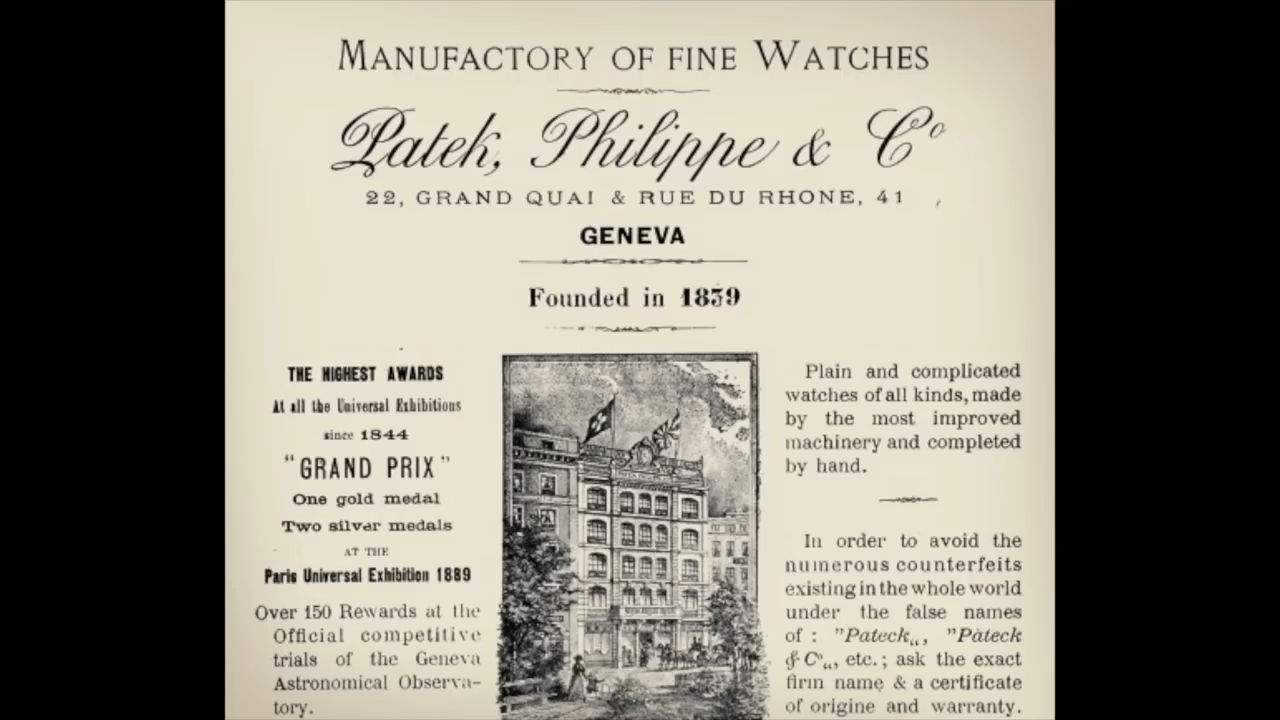 MANUFACTORY OF FINE WATCHES
Patek, Philippe & Cº
22, GRAND QUAI & RUE DU RHONE, 41
GENEVA
Founded in 1839
THE HIGHEST AWARDS
At all the Universal Exhibitions
since 1844
"GRAND PRIX"
One gold medal
Two silver medals
AT THE
Paris Universal Exhibition 1889
Over 150 Rewards at the
Official competitive
trials of the Geneva
Astronomical Observa-
tory.
Plain and complicated
watches of all kinds, made
by the most improved
machinery and completed
by hand.
In order to avoid the
numerous counterfeits
existing in the whole world
under the false names
of : "Pateck„, "Pateck
& Cº„, etc.; ask the exact
firm name & a certificate
of origine and warranty.